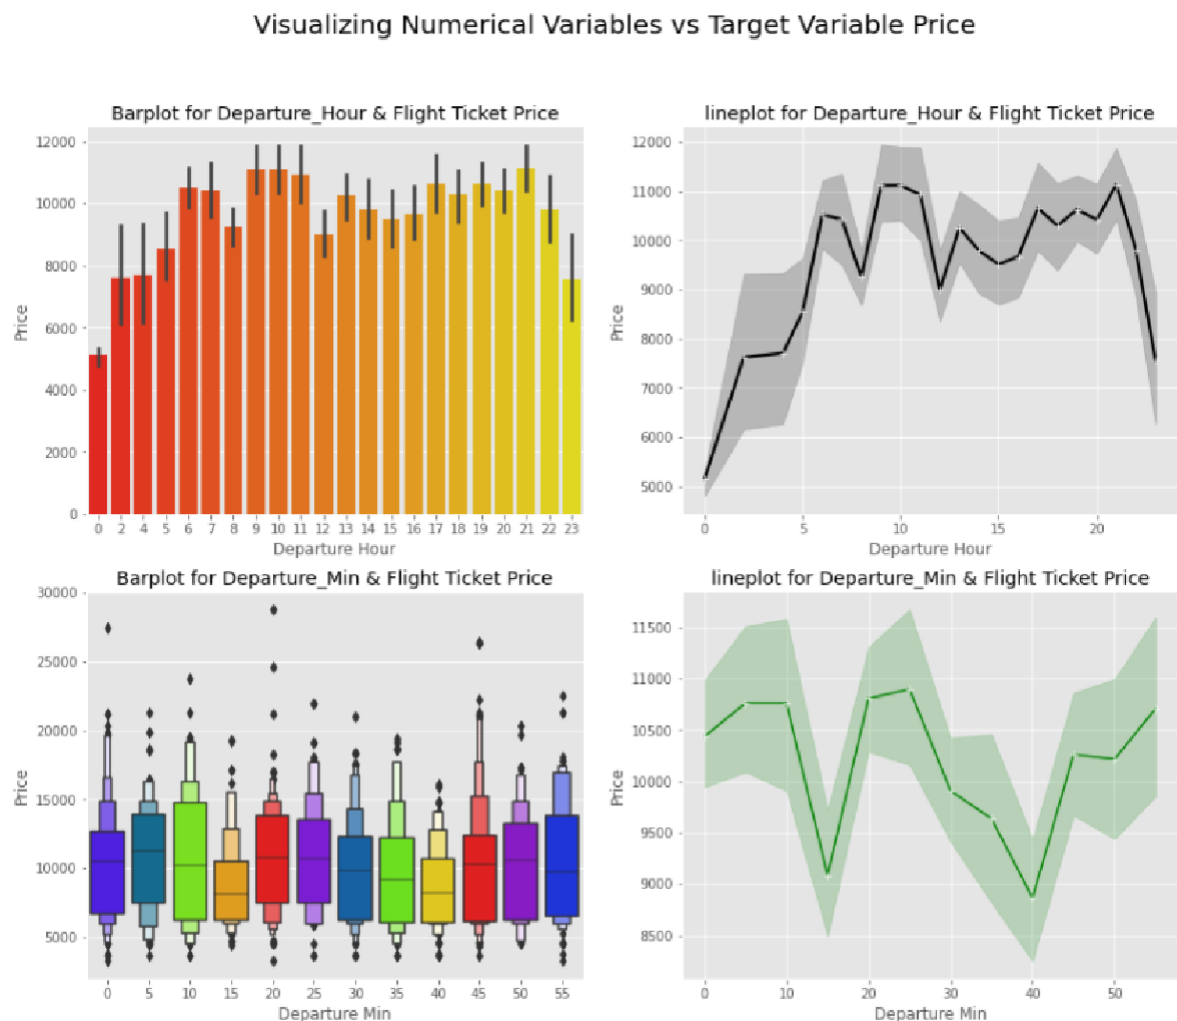 Visualizing Numerical Variables vs Target Variable Price
Barplot for Departure_Hour & Flight Ticket Price
12000
10000
8000
6000
4000
2000
0
Price
0 2 4 5 6 7 8 9 10 11 12 13 14 15 16 17 18 19 20 21 22 23
Departure Hour
lineplot for Departure_Hour & Flight Ticket Price
12000
11000
10000
9000
8000
7000
6000
5000
Price
0 5 10 15 20
Departure Hour
Barplot for Departure_Min & Flight Ticket Price
30000
25000
20000
15000
10000
5000
Price
0 5 10 15 20 25 30 35 40 45 50 55
Departure Min
lineplot for Departure_Min & Flight Ticket Price
11500
11000
10500
10000
9500
9000
8500
Price
0 10 20 30 40 50
Departure Min